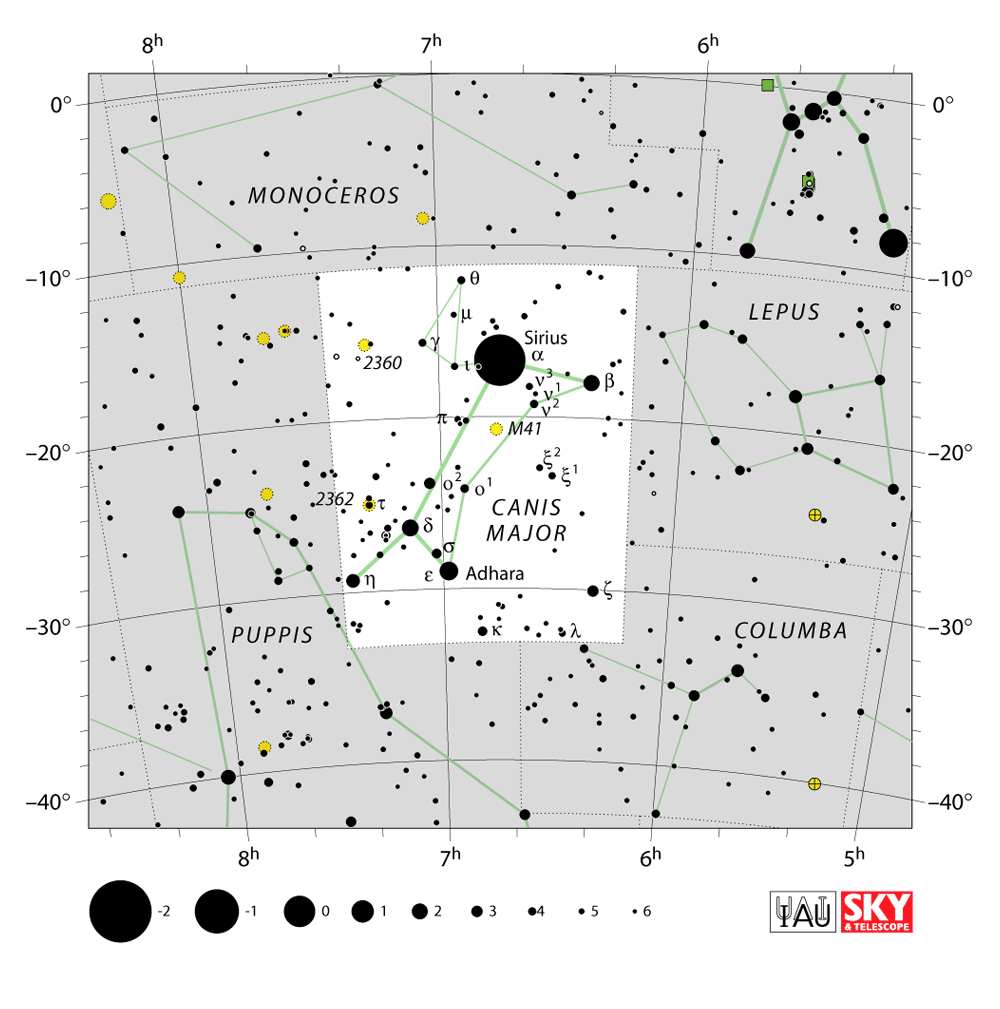 8h 7h 6h
0° 0°
MONOCEROS
−10° −10°
θ
LEPUS
μ
Sirius
γ α
2360 ι
ν3 β
ν1
ν2
π
M41
−20° −20°
ξ2
ξ1
ο2 ο1
2362 τ
CANIS
MAJOR
δ
σ
ε Adhara
η
ζ
−30° −30°
PUPPIS κ λ COLUMBA
−40° −40°
8h 7h 6h 5h
-2 -1 0 1 2 3 4 5 6
IAU
SKY
& TELESCOPE